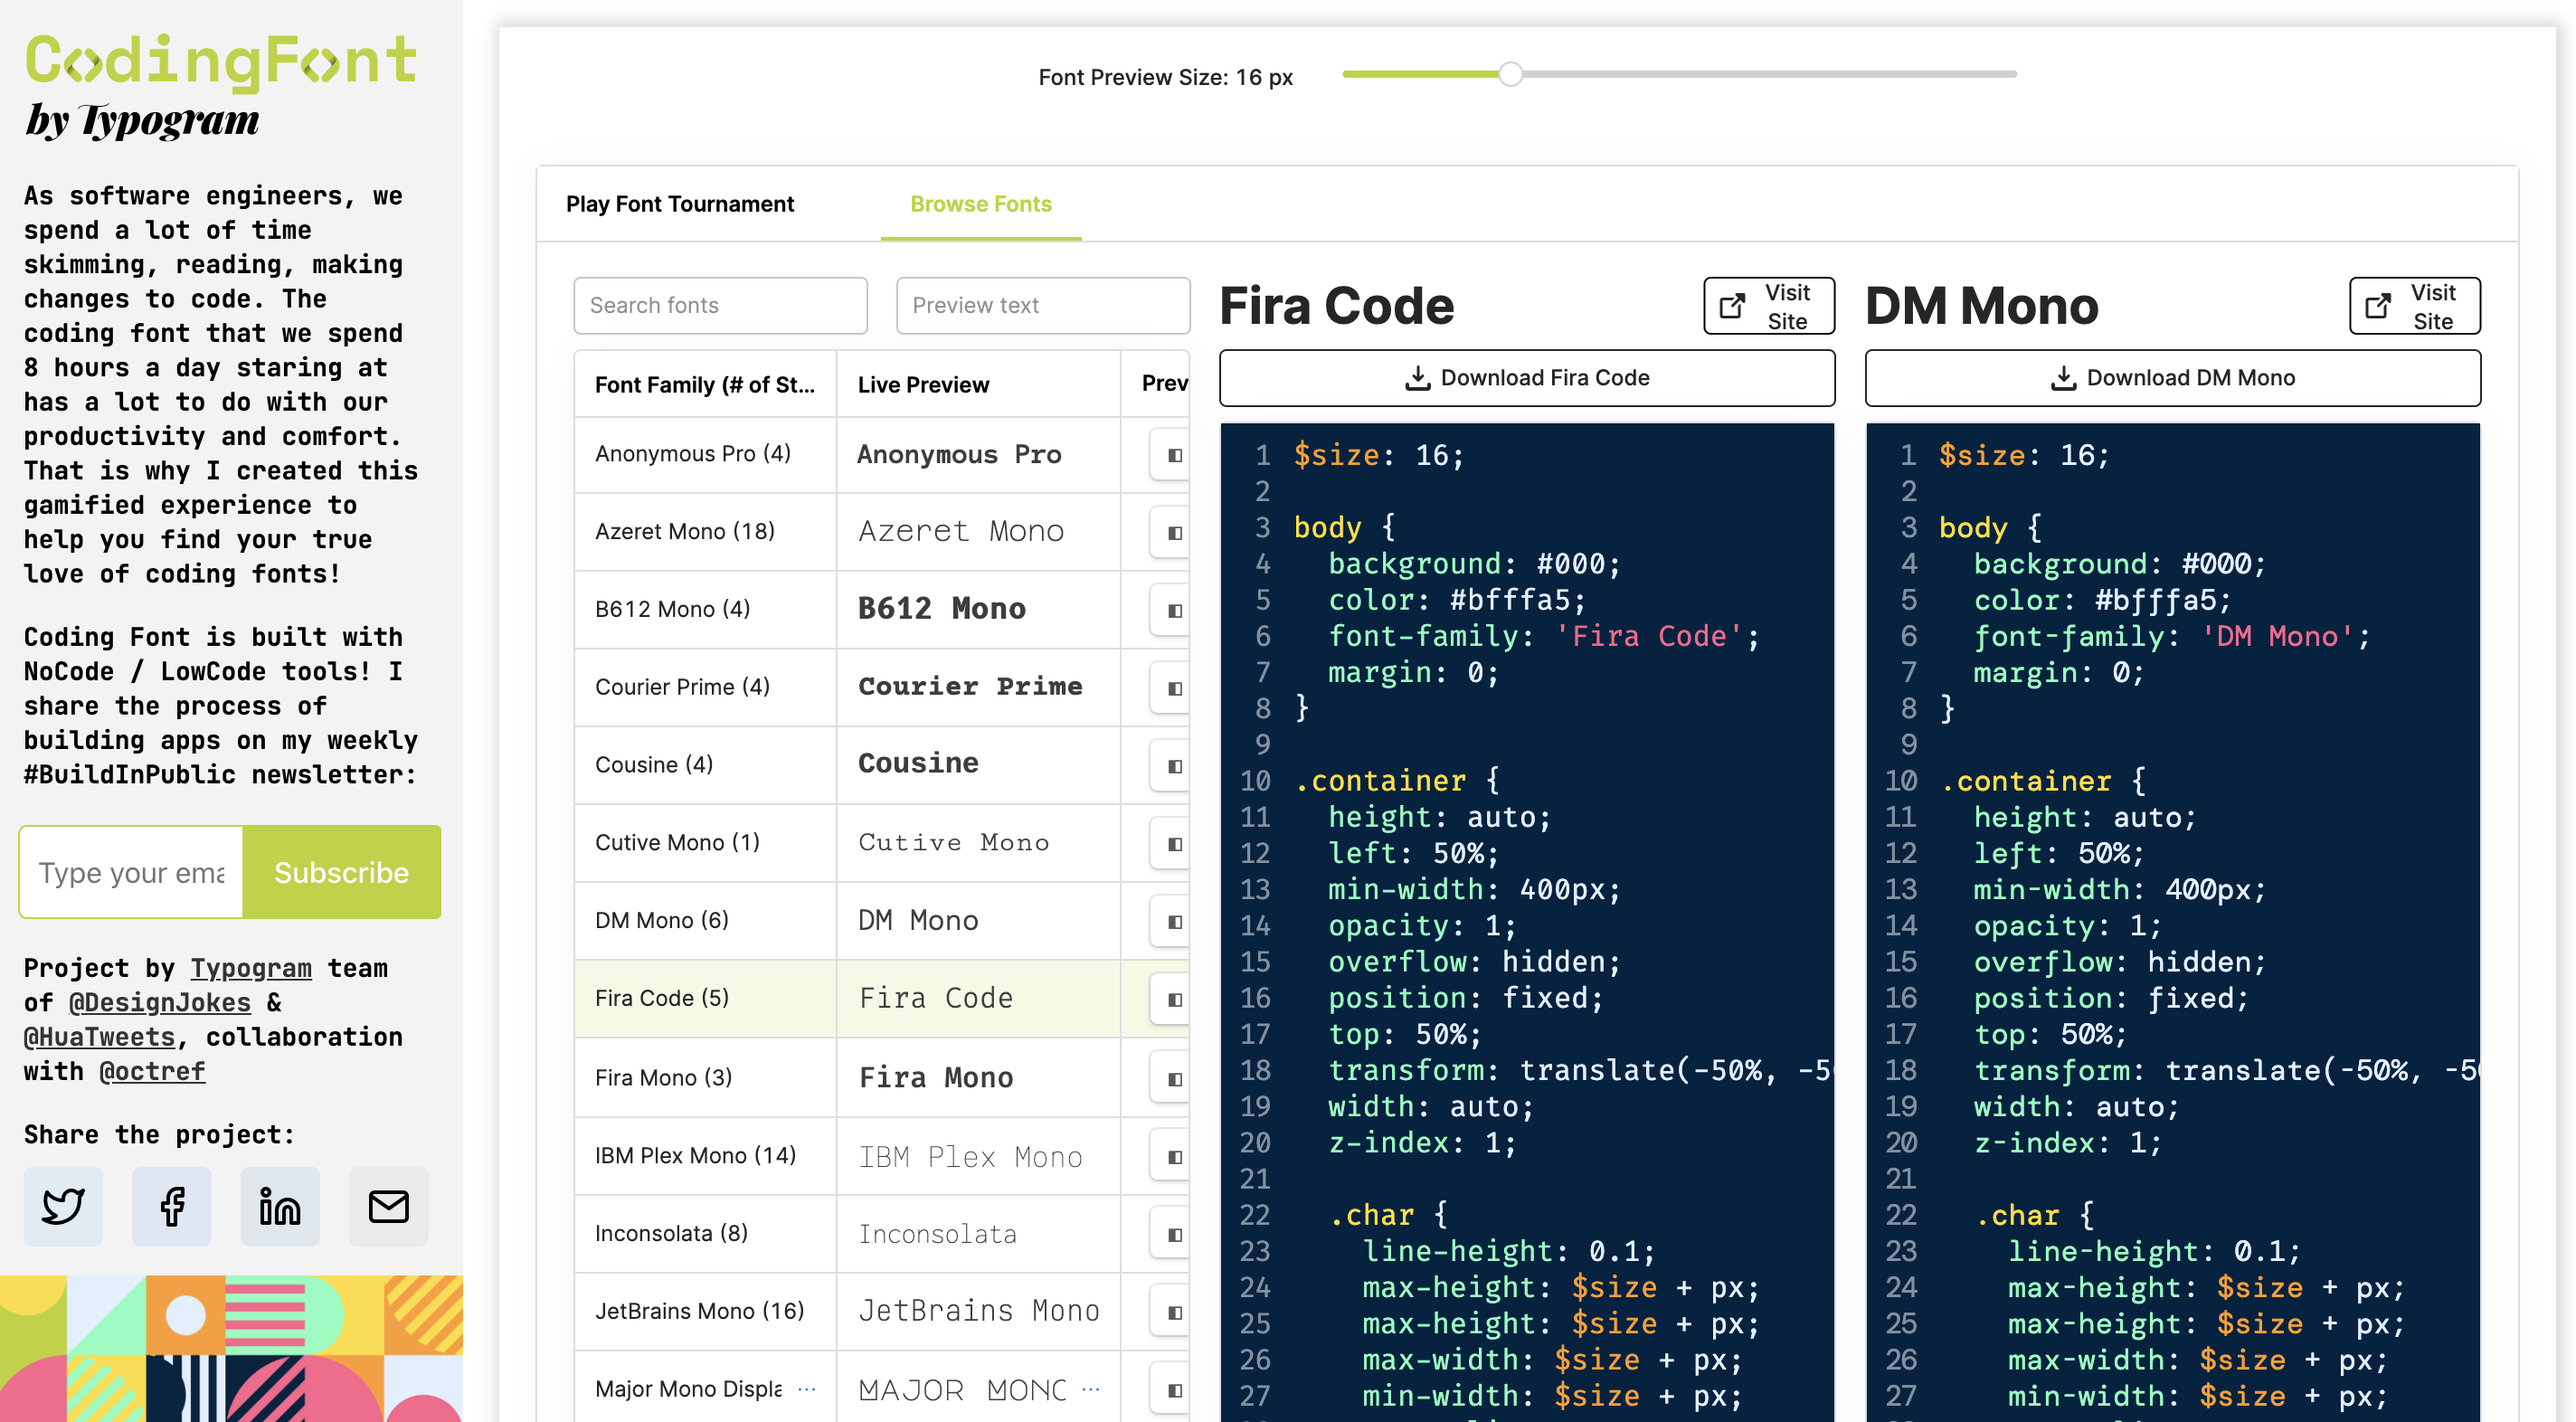 CodingFont
by Typogram
As software engineers, we
spend a lot of time
skimming, reading, making
changes to code. The
coding font that we spend
8 hours a day staring at
has a lot to do with our
productivity and comfort.
That is why I created this
gamified experience to
help you find your true
love of coding fonts!
Coding Font is built with
NoCode / LowCode tools! I
share the process of
building apps on my weekly
#BuildInPublic newsletter:
Type your ema
Subscribe
Project by Typogram team
of @DesignJokes &
@HuaTweets, collaboration
with @octref
Share the project:
Font Preview Size: 16 px
Play Font Tournament
Browse Fonts
Search fonts
Preview text
Font Family (# of St... Live Preview Prev
Anonymous Pro (4) Anonymous Pro
Azeret Mono (18) Azeret Mono
B612 Mono (4) B612 Mono
Courier Prime (4) Courier Prime
Cousine (4) Cousine
Cutive Mono (1) Cutive Mono
DM Mono (6) DM Mono
Fira Code (5) Fira Code
Fira Mono (3) Fira Mono
IBM Plex Mono (14) IBM Plex Mono
Inconsolata (8) Inconsolata
JetBrains Mono (16) JetBrains Mono
Major Mono Displa ... MAJOR MONO ...
Fira Code
Visit
Site
Download Fira Code
1 $size: 16;
2
3 body {
4 background: #000;
5 color: #bfffa5;
6 font-family: 'Fira Code';
7 margin: 0;
8 }
9
10 .container {
11 height: auto;
12 left: 50%;
13 min-width: 400px;
14 opacity: 1;
15 overflow: hidden;
16 position: fixed;
17 top: 50%;
18 transform: translate(-50%, -5
19 width: auto;
20 z-index: 1;
21
22 .char {
23 line-height: 0.1;
24 max-height: $size + px;
25 max-height: $size + px;
26 max-width: $size + px;
27 min-width: $size + px;
DM Mono
Visit
Site
Download DM Mono
1 $size: 16;
2
3 body {
4 background: #000;
5 color: #bfffa5;
6 font-family: 'DM Mono';
7 margin: 0;
8 }
9
10 .container {
11 height: auto;
12 left: 50%;
13 min-width: 400px;
14 opacity: 1;
15 overflow: hidden;
16 position: fixed;
17 top: 50%;
18 transform: translate(-50%, -50
19 width: auto;
20 z-index: 1;
21
22 .char {
23 line-height: 0.1;
24 max-height: $size + px;
25 max-height: $size + px;
26 max-width: $size + px;
27 min-width: $size + px;